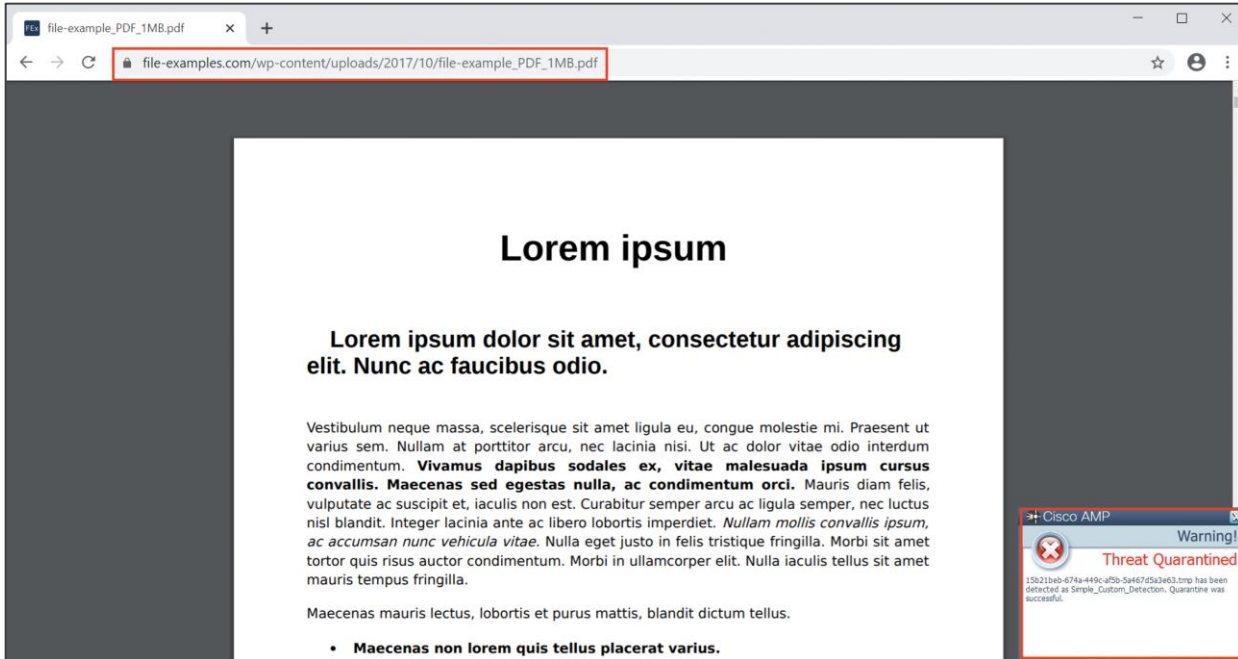 FEx file-example_PDF_1MB.pdf
file-examples.com/wp-content/uploads/2017/10/file-example_PDF_1MB.pdf
Lorem ipsum
Lorem ipsum dolor sit amet, consectetur adipiscing
elit. Nunc ac faucibus odio.
Vestibulum neque massa, scelerisque sit amet ligula eu, congue molestie mi. Praesent ut
varius sem. Nullam at porttitor arcu, nec lacinia nisi. Ut ac dolor vitae odio interdum
condimentum. Vivamus dapibus sodales ex, vitae malesuada ipsum cursus
convallis. Maecenas sed egestas nulla, ac condimentum orci. Mauris diam felis,
vulputate ac suscipit et, iaculis non est. Curabitur semper arcu ac ligula semper, nec luctus
nisl blandit. Integer lacinia ante ac libero lobortis imperdiet. Nullam mollis convallis ipsum,
ac accumsan nunc vehicula vitae. Nulla eget justo in felis tristique fringilla. Morbi sit amet
tortor quis risus auctor condimentum. Morbi in ullamcorper elit. Nulla iaculis tellus sit amet
mauris tempus fringilla.
Maecenas mauris lectus, lobortis et purus mattis, blandit dictum tellus.
• Maecenas non lorem quis tellus placerat varius.
Cisco AMP
Warning!
Threat Quarantined
15b21beb-674a-449c-af5b-5a467d5a3e63.tmp has been
detected as Simple_Custom_Detection. Quarantine was
successful.